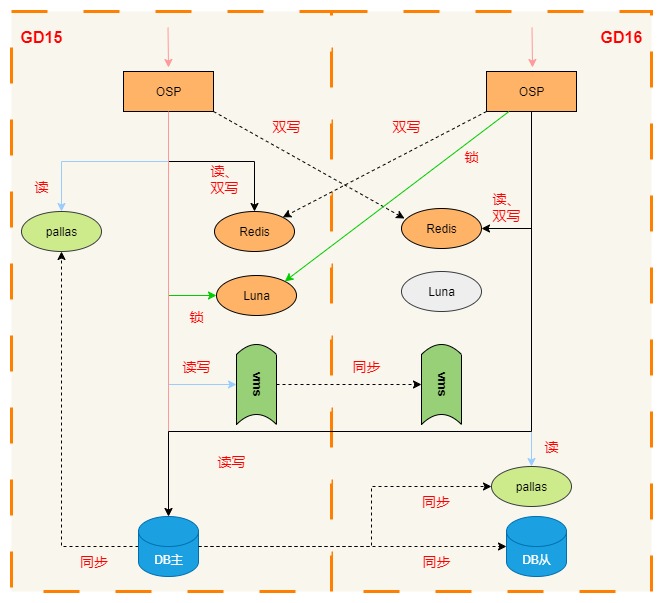 GD15
GD16
OSP
OSP
双写
双写
锁
读、
双写
读
读、
双写
pallas
Redis
Redis
Luna
Luna
锁
读写
vms
同步
vms
读写
读
pallas
同步
DB主
DB从
同步
同步